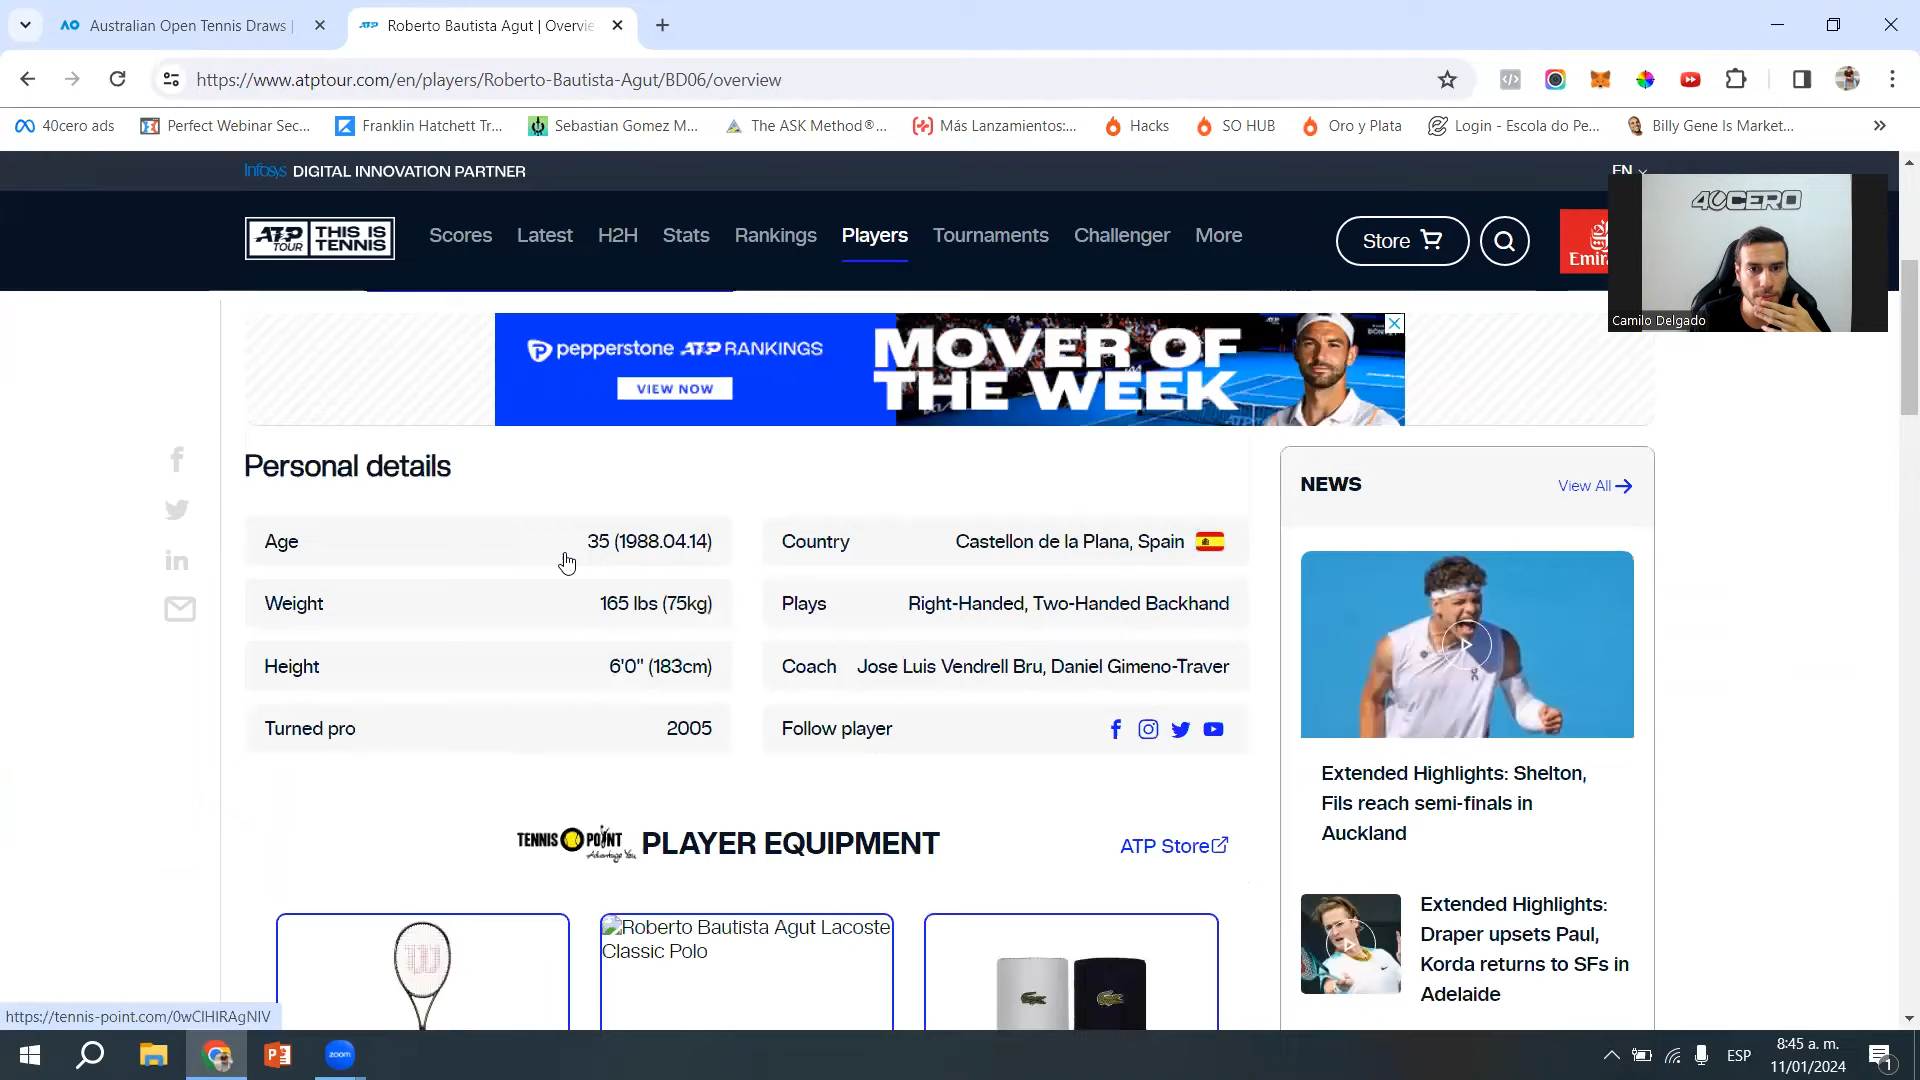 Australian Open Tennis Draws |
Roberto Bautista Agut | Overvie
https://www.atptour.com/en/players/Roberto-Bautista-Agut/BD06/overview
40cero ads
Perfect Webinar Sec...
Franklin Hatchett Tr...
Sebastian Gomez M...
The ASK Method®...
Más Lanzamientos:...
Hacks
SO HUB
Oro y Plata
Login - Escola do Pe...
Billy Gene Is Market...
Infosys DIGITAL INNOVATION PARTNER
EN
ATP TOUR THIS IS TENNIS
Scores
Latest
H2H
Stats
Rankings
Players
Tournaments
Challenger
More
Store
40CERO
Camilo Delgado
pepperstone ATP RANKINGS
VIEW NOW
MOVER OF
THE WEEK
Personal details
Age 35 (1988.04.14)
Country Castellon de la Plana, Spain
Weight 165 lbs (75kg)
Plays Right-Handed, Two-Handed Backhand
Height 6'0" (183cm)
Coach Jose Luis Vendrell Bru, Daniel Gimeno-Traver
Turned pro 2005
Follow player
TENNIS POINT Advantage You PLAYER EQUIPMENT
ATP Store
Roberto Bautista Agut Lacoste
Classic Polo
NEWS
View All
Extended Highlights: Shelton,
Fils reach semi-finals in
Auckland
Extended Highlights:
Draper upsets Paul,
Korda returns to SFs in
Adelaide
https://tennis-point.com/0wClHIRAgNIV
zoom
ESP
8:45 a. m.
11/01/2024
1